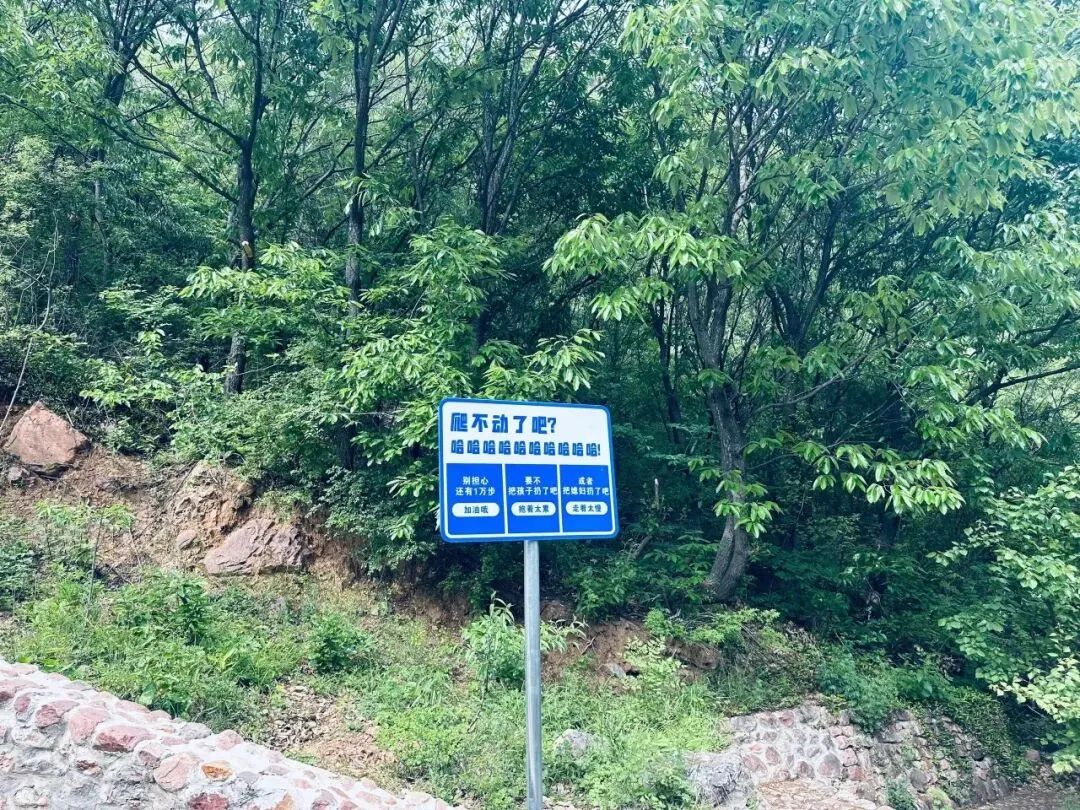 爬不动了吧?
哈哈哈哈哈哈哈哈哈哈!
别担心
还有1万步
加油哦
要不
把孩子扔了吧
抱着太累
或者
把媳妇扔了吧
走着太慢